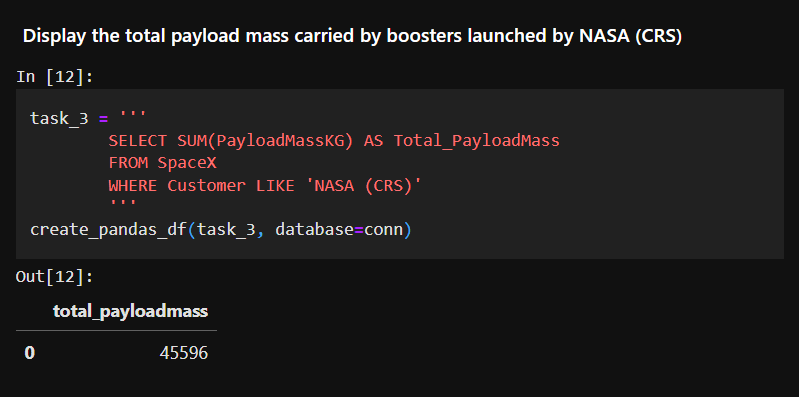 Display the total payload mass carried by boosters launched by NASA (CRS)
In [12]:
task_3 = '''
SELECT SUM(PayloadMassKG) AS Total_PayloadMass
FROM SpaceX
WHERE Customer LIKE 'NASA (CRS)'
'''
create_pandas_df(task_3, database=conn)
Out[12]:
total_payloadmass
0 45596